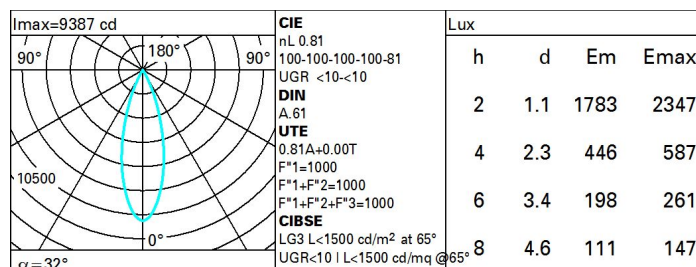 Imax=9387 cd
90° 180° 90°
10500
0°
α=32°
CIE
nL 0.81
100-100-100-100-81
UGR <10-<10
DIN
A.61
UTE
0.81A+0.00T
F"1=1000
F"1+F"2=1000
F"1+F"2+F"3=1000
CIBSE
LG3 L<1500 cd/m² at 65°
UGR<10 | L<1500 cd/mq @65°
Lux
h d Em Emax
2 1.1 1783 2347
4 2.3 446 587
6 3.4 198 261
8 4.6 111 147